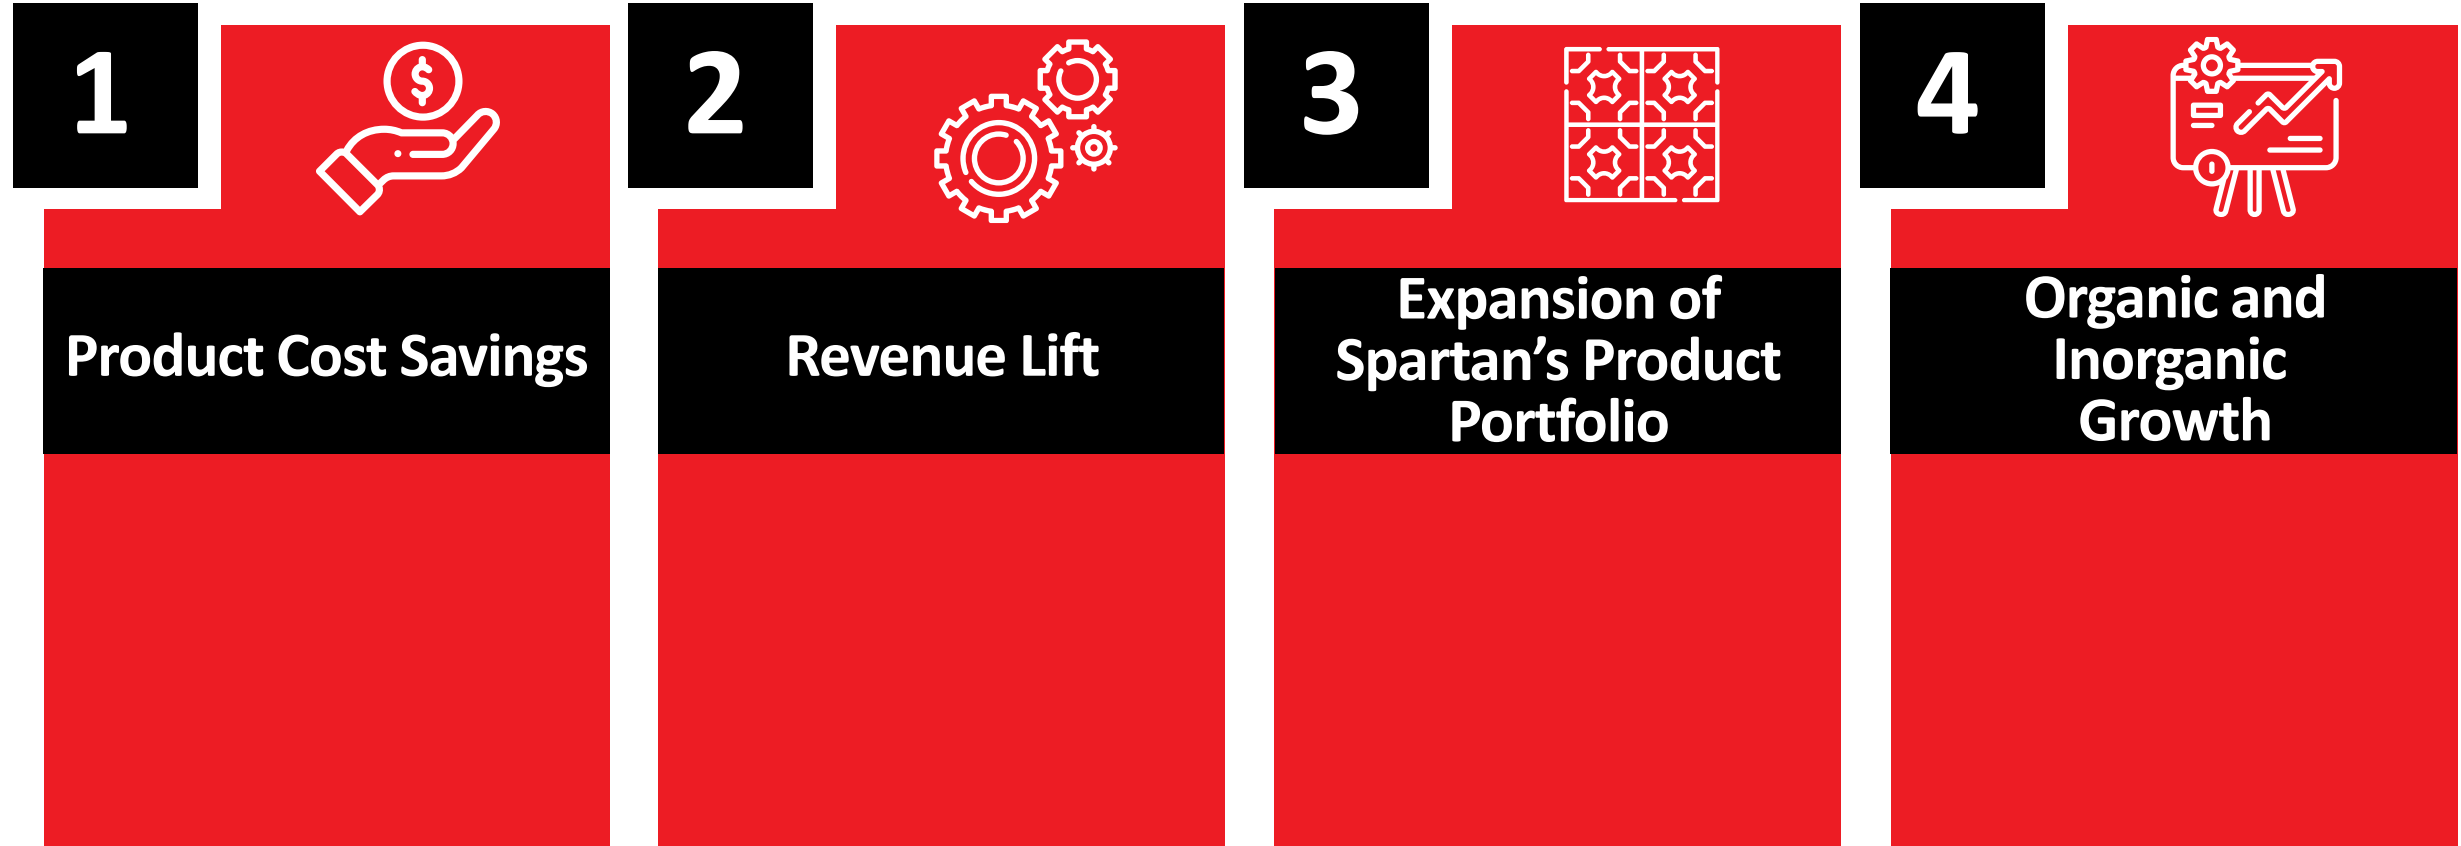 1
$
Product Cost Savings
2
Revenue Lift
3
Expansion of
Spartan’s Product
Portfolio
4
Organic and
Inorganic
Growth